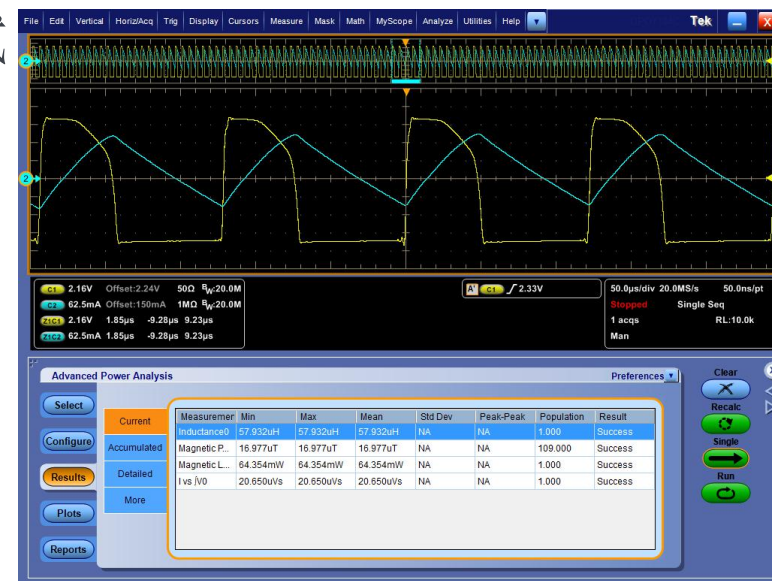 File Edit Vertical Horiz/Acq Trig Display Cursors Measure Mask Math MyScope Analyze Utilities Help Tek X
2
2
C1 2.16V Offset:2.24V 50Ω BW:20.0M
C2 62.5mA Offset:150mA 1MΩ BW:20.0M
Z1C1 2.16V 1.85µs -9.28µs 9.23µs
Z1C2 62.5mA 1.85µs -9.28µs 9.23µs
A' C1 2.33V
50.0µs/div 20.0MS/s 50.0ns/pt
Stopped Single Seq
1 acqs RL:10.0k
Man
Advanced Power Analysis Preferences
Select
Configure
Results
Plots
Reports
Current
Accumulated
Detailed
More
Measuremer Min Max Mean Std Dev Peak-Peak Population Result
Inductance0 57.932uH 57.932uH 57.932uH NA NA 1.000 Success
Magnetic P... 16.977uT 16.977uT 16.977uT NA NA 109.000 Success
Magnetic L... 64.354mW 64.354mW 64.354mW NA NA 1.000 Success
I vs ∫V0 20.650uVs 20.650uVs 20.650uVs NA NA 1.000 Success
Clear
Recalc
Single
Run